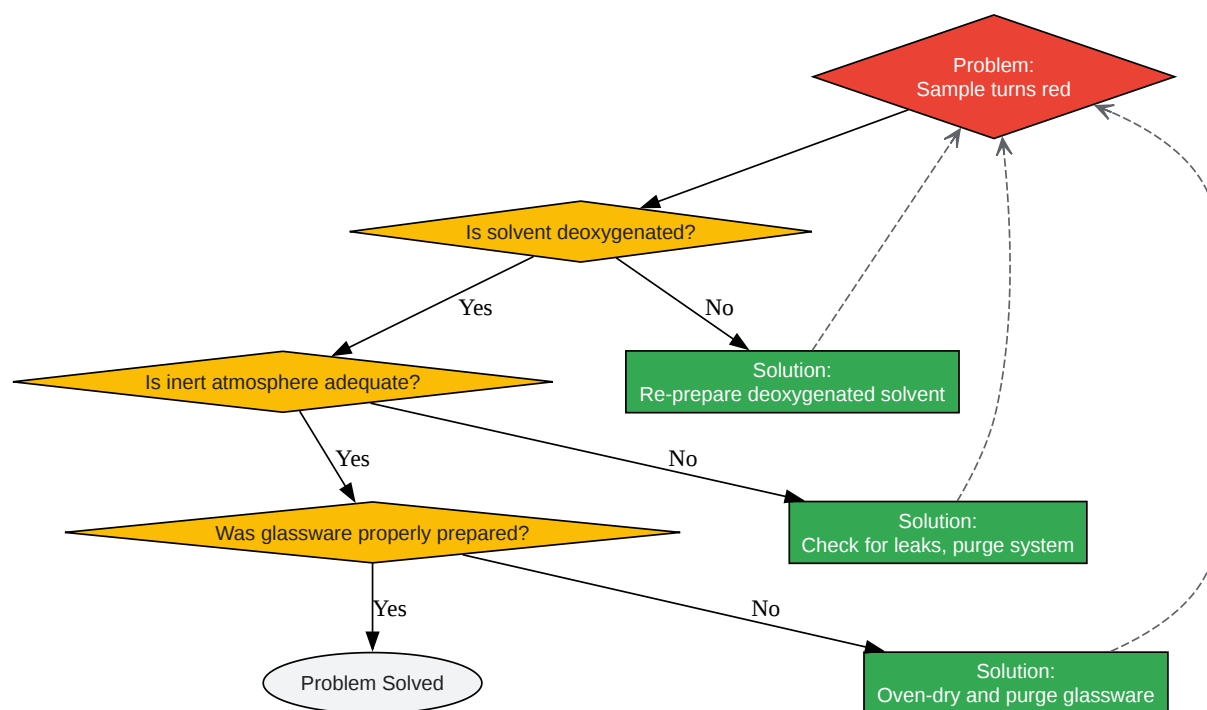 Problem:
Sample turns red
Is solvent deoxygenated?
Yes
No
Is inert atmosphere adequate?
Solution:
Re-prepare deoxygenated solvent
Yes
No
Was glassware properly prepared?
Solution:
Check for leaks, purge system
Yes
No
Problem Solved
Solution:
Oven-dry and purge glassware